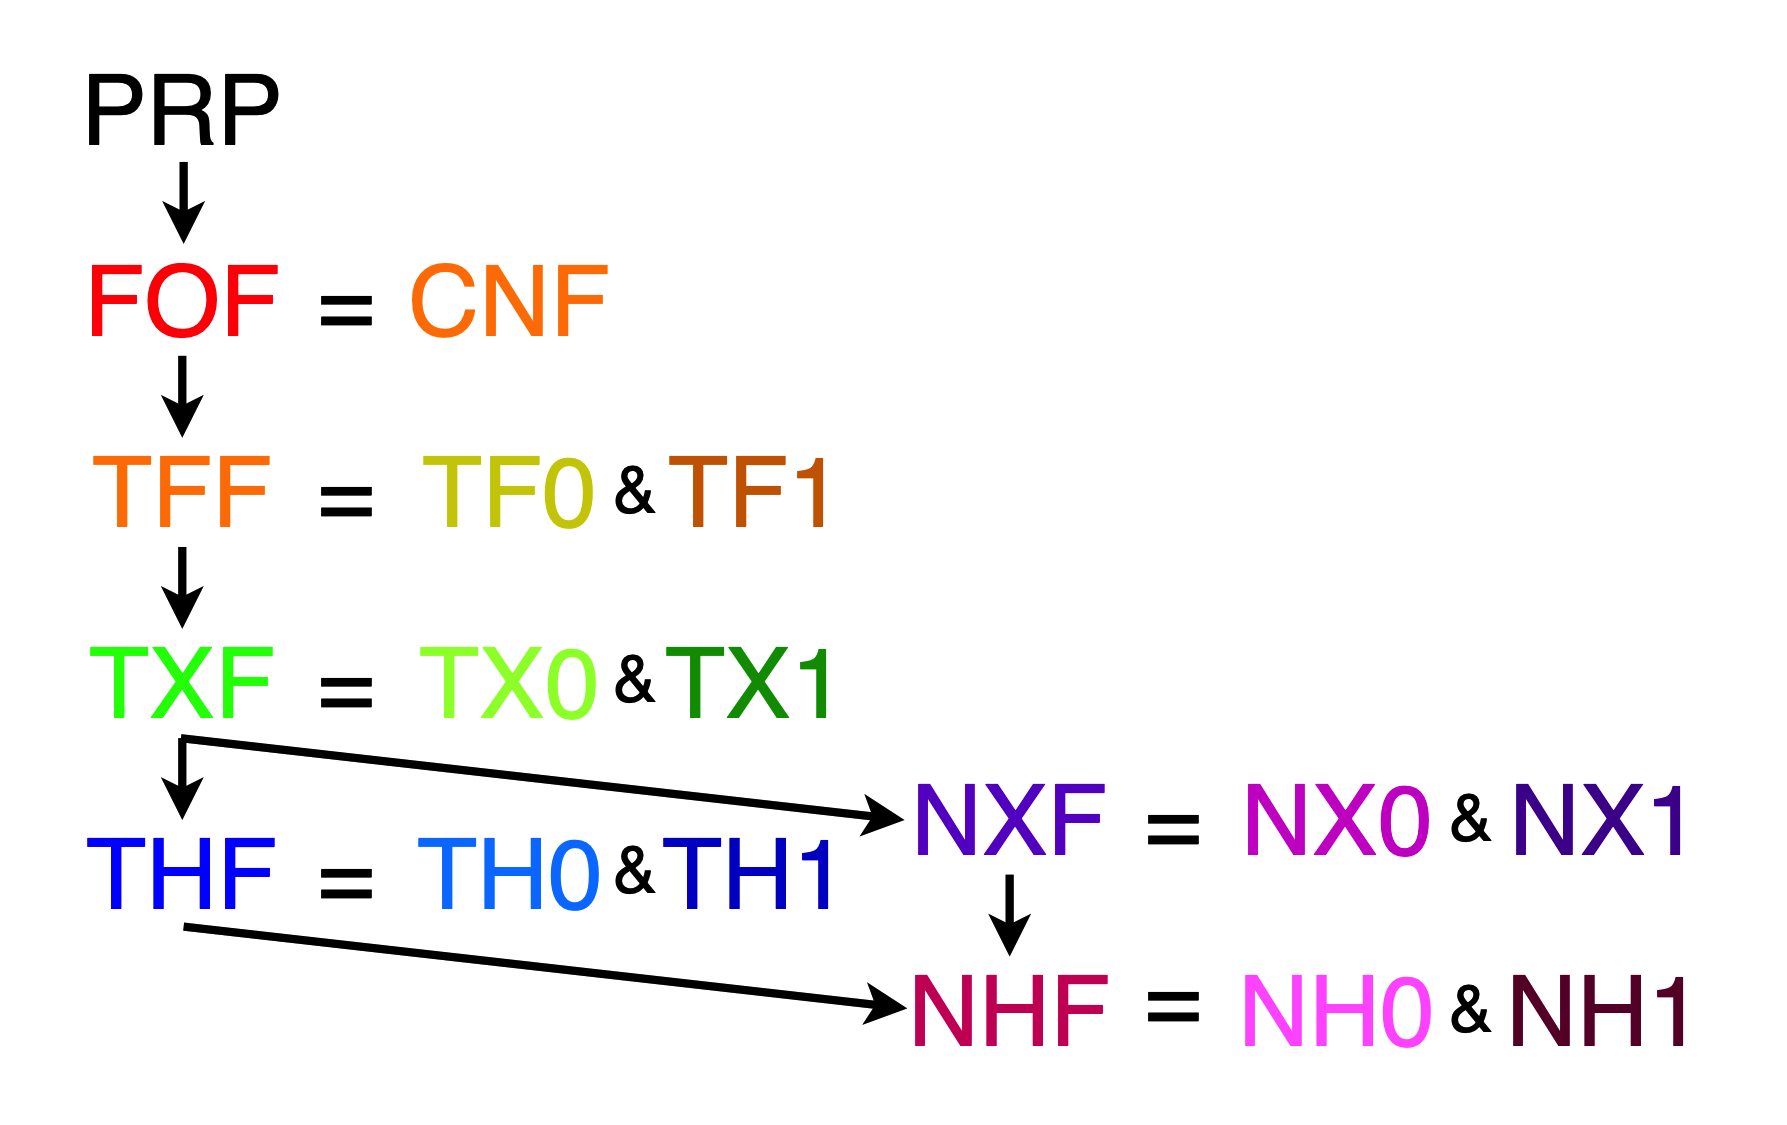 PRP
FOF = CNF
TFF = TF0 & TF1
TXF = TX0 & TX1
NXF = NX0 & NX1
THF = TH0 & TH1
NHF = NH0 & NH1